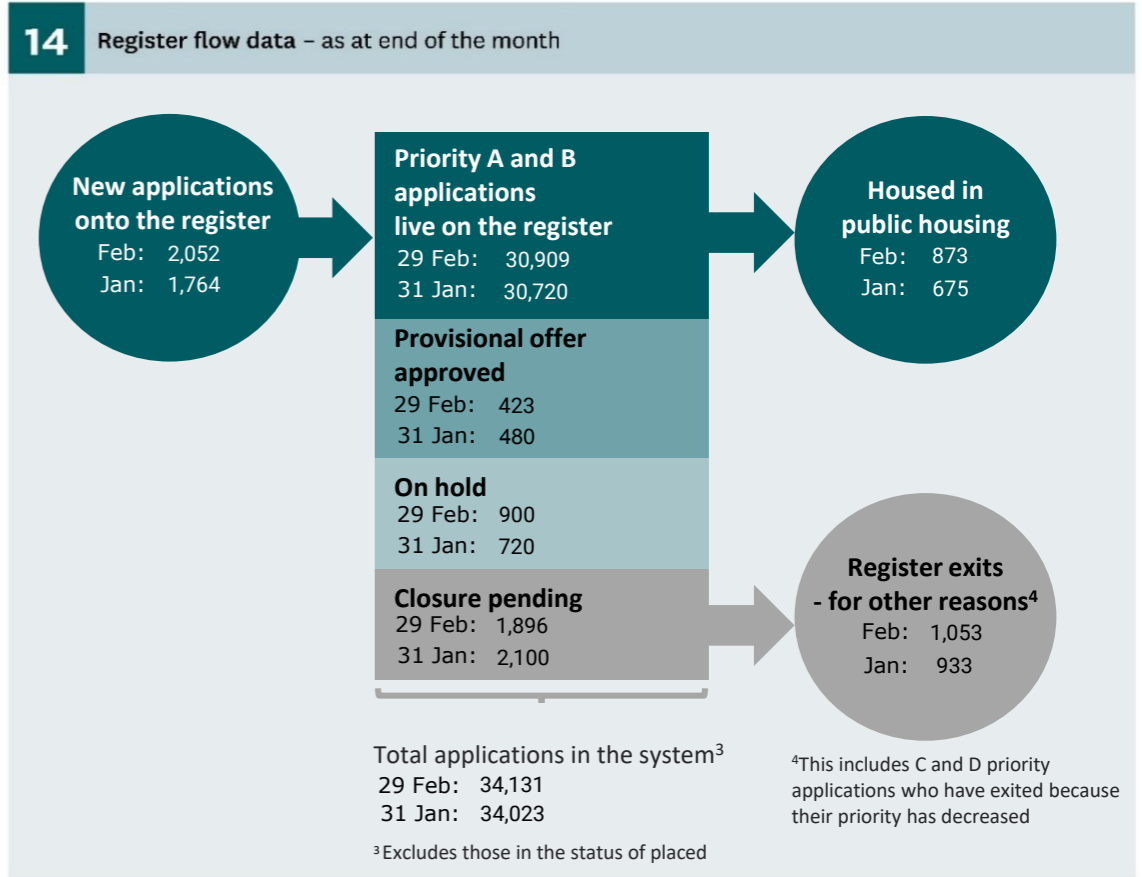 14 Register flow data – as at end of the month
New applications
onto the register
Feb: 2,052
Jan: 1,764
Priority A and B
applications
live on the register
29 Feb: 30,909
31 Jan: 30,720
Housed in
public housing
Feb: 873
Jan: 675
Provisional offer
approved
29 Feb: 423
31 Jan: 480
On hold
29 Feb: 900
31 Jan: 720
Closure pending
29 Feb: 1,896
31 Jan: 2,100
Register exits
- for other reasons⁴
Feb: 1,053
Jan: 933
Total applications in the system³
29 Feb: 34,131
31 Jan: 34,023
³ Excludes those in the status of placed
⁴This includes C and D priority
applications who have exited because
their priority has decreased